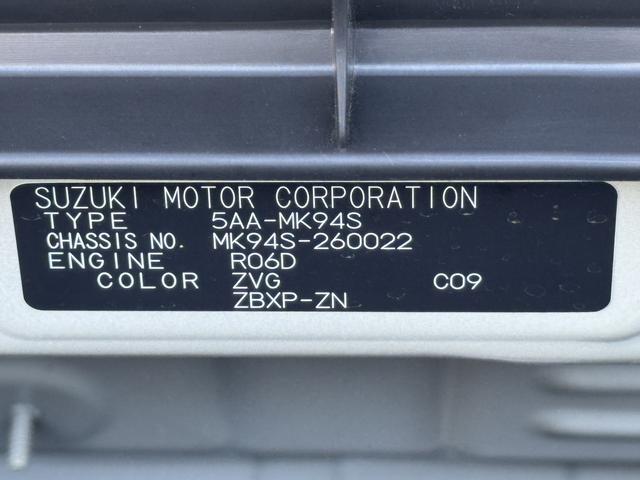 SUZUKI MOTOR CORPORATION
TYPE 5AA-MK94S
CHASSIS NO. MK94S-260022
ENGINE R06D
COLOR ZVG C09
ZBXP-ZN